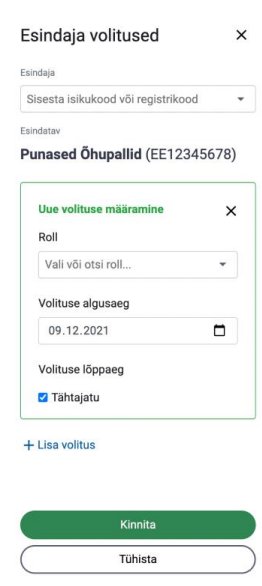 Esindaja volitused
Esindaja
Sisesta isikukood või registrikood
Esindatav
Punased Õhupallid (EE12345678)
Uue volituse määramine
Roll
Vali või otsi roll...
Volituse algusaeg
09.12.2021
Volituse lõppaeg
Tähtajatu
+ Lisa volitus
Kinnita
Tühista